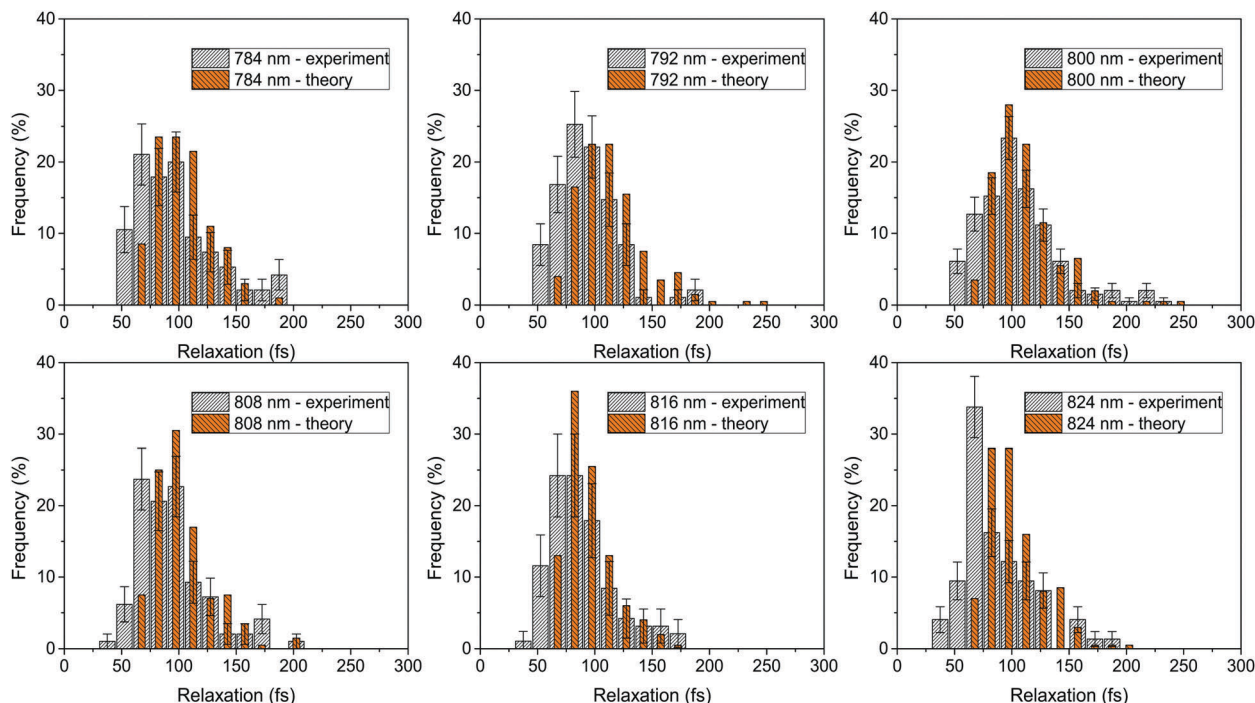 784 nm - experiment
784 nm - theory
Frequency (%)
40
30
20
10
0
0 50 100 150 200 250 300
Relaxation (fs)
792 nm - experiment
792 nm - theory
Frequency (%)
40
30
20
10
0
0 50 100 150 200 250 300
Relaxation (fs)
800 nm - experiment
800 nm - theory
Frequency (%)
40
30
20
10
0
0 50 100 150 200 250 300
Relaxation (fs)
808 nm - experiment
808 nm - theory
Frequency (%)
40
30
20
10
0
0 50 100 150 200 250 300
Relaxation (fs)
816 nm - experiment
816 nm - theory
Frequency (%)
40
30
20
10
0
0 50 100 150 200 250 300
Relaxation (fs)
824 nm - experiment
824 nm - theory
Frequency (%)
40
30
20
10
0
0 50 100 150 200 250 300
Relaxation (fs)